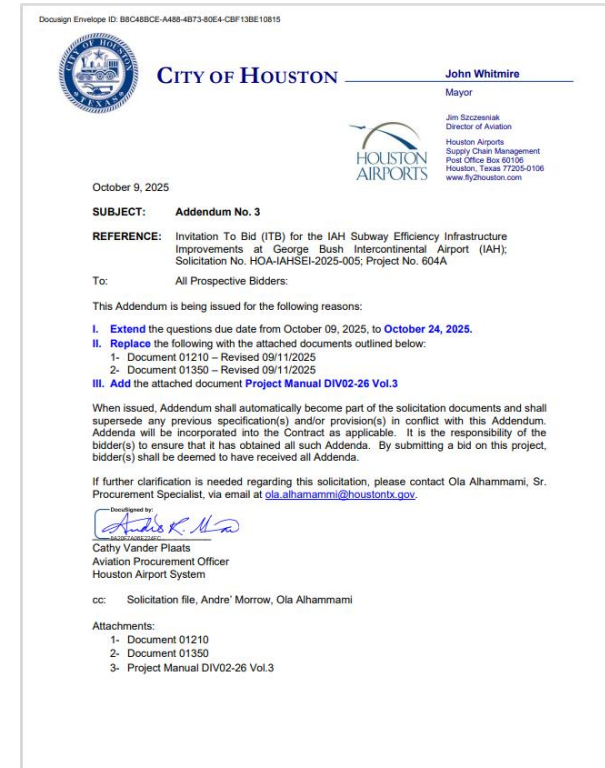 Docusign Envelope ID: B8C48BCE-A488-4B73-80E4-CBF13BE10815
CITY OF HOUSTON
John Whitmire
Mayor
CITY OF HOUSTON
TEXAS
Jim Szczesniak
Director of Aviation
HOUSTON
AIRPORTS
Houston Airports
Supply Chain Management
Post Office Box 60106
Houston, Texas 77205-0106
www.fly2houston.com
October 9, 2025
SUBJECT: Addendum No. 3
REFERENCE: Invitation To Bid (ITB) for the IAH Subway Efficiency Infrastructure
Improvements at George Bush Intercontinental Airport (IAH);
Solicitation No. HOA-IAHSEI-2025-005; Project No. 604A
To: All Prospective Bidders:
This Addendum is being issued for the following reasons:
I. Extend the questions due date from October 09, 2025, to October 24, 2025.
II. Replace the following with the attached documents outlined below:
1- Document 01210 – Revised 09/11/2025
2- Document 01350 – Revised 09/11/2025
III. Add the attached document Project Manual DIV02-26 Vol.3
When issued, Addendum shall automatically become part of the solicitation documents and shall
supersede any previous specification(s) and/or provision(s) in conflict with this Addendum.
Addenda will be incorporated into the Contract as applicable. It is the responsibility of the
bidder(s) to ensure that it has obtained all such Addenda. By submitting a bid on this project,
bidder(s) shall be deemed to have received all Addenda.
If further clarification is needed regarding this solicitation, please contact Ola Alhammami, Sr.
Procurement Specialist, via email at ola.alhamammi@houstontx.gov.
DocuSigned by:
Cathy Vander Plaats
Aviation Procurement Officer
Houston Airport System
cc: Solicitation file, Andre' Morrow, Ola Alhammami
Attachments:
1- Document 01210
2- Document 01350
3- Project Manual DIV02-26 Vol.3